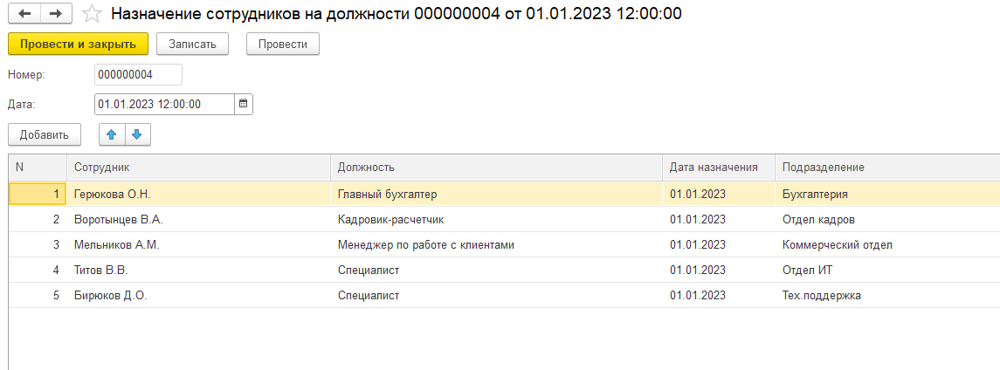 Назначение сотрудников на должности 000000004 от 01.01.2023 12:00:00
Провести и закрыть Записать Провести
Номер: 000000004
Дата: 01.01.2023 12:00:00
Добавить
N Сотрудник Должность Дата назначения Подразделение
1 Герюкова О.Н. Главный бухгалтер 01.01.2023 Бухгалтерия
2 Воротынцев В.А. Кадровик-расчетчик 01.01.2023 Отдел кадров
3 Мельников А.М. Менеджер по работе с клиентами 01.01.2023 Коммерческий отдел
4 Титов В.В. Специалист 01.01.2023 Отдел ИТ
5 Бирюков Д.О. Специалист 01.01.2023 Тех.поддержка